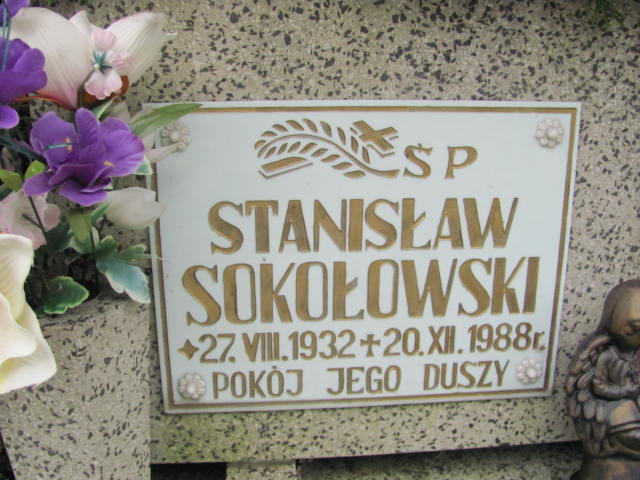 ŚP
STANISŁAW
SOKOŁOWSKI
27.VIII.1932 + 20.XII.1988r.
POKÓJ JEGO DUSZY